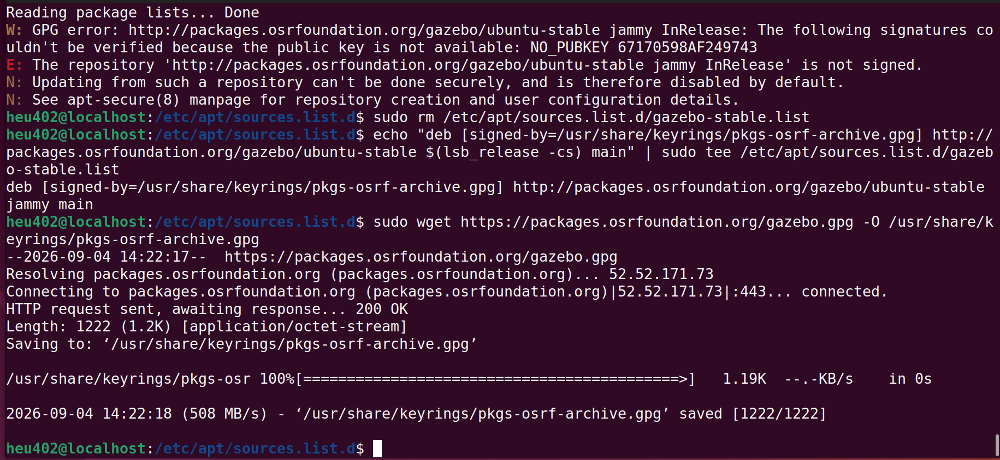 Reading package lists... Done
W: GPG error: http://packages.osrfoundation.org/gazebo/ubuntu-stable jammy InRelease: The following signatures co
uldn't be verified because the public key is not available: NO_PUBKEY 67170598AF249743
E: The repository 'http://packages.osrfoundation.org/gazebo/ubuntu-stable jammy InRelease' is not signed.
N: Updating from such a repository can't be done securely, and is therefore disabled by default.
N: See apt-secure(8) manpage for repository creation and user configuration details.
heu402@localhost:/etc/apt/sources.list.d$ sudo rm /etc/apt/sources.list.d/gazebo-stable.list
heu402@localhost:/etc/apt/sources.list.d$ echo "deb [signed-by=/usr/share/keyrings/pkgs-osrf-archive.gpg] http://
packages.osrfoundation.org/gazebo/ubuntu-stable $(lsb_release -cs) main" | sudo tee /etc/apt/sources.list.d/gazeb
o-stable.list
deb [signed-by=/usr/share/keyrings/pkgs-osrf-archive.gpg] http://packages.osrfoundation.org/gazebo/ubuntu-stable
jammy main
heu402@localhost:/etc/apt/sources.list.d$ sudo wget https://packages.osrfoundation.org/gazebo.gpg -O /usr/share/k
eyrings/pkgs-osrf-archive.gpg
--2026-09-04 14:22:17--  https://packages.osrfoundation.org/gazebo.gpg
Resolving packages.osrfoundation.org (packages.osrfoundation.org)... 52.52.171.73
Connecting to packages.osrfoundation.org (packages.osrfoundation.org)|52.52.171.73|:443... connected.
HTTP request sent, awaiting response... 200 OK
Length: 1222 (1.2K) [application/octet-stream]
Saving to: ‘/usr/share/keyrings/pkgs-osrf-archive.gpg’
/usr/share/keyrings/pkgs-osr 100%[===========================================>]   1.19K  --.-KB/s    in 0s
2026-09-04 14:22:18 (508 MB/s) - ‘/usr/share/keyrings/pkgs-osrf-archive.gpg’ saved [1222/1222]
heu402@localhost:/etc/apt/sources.list.d$